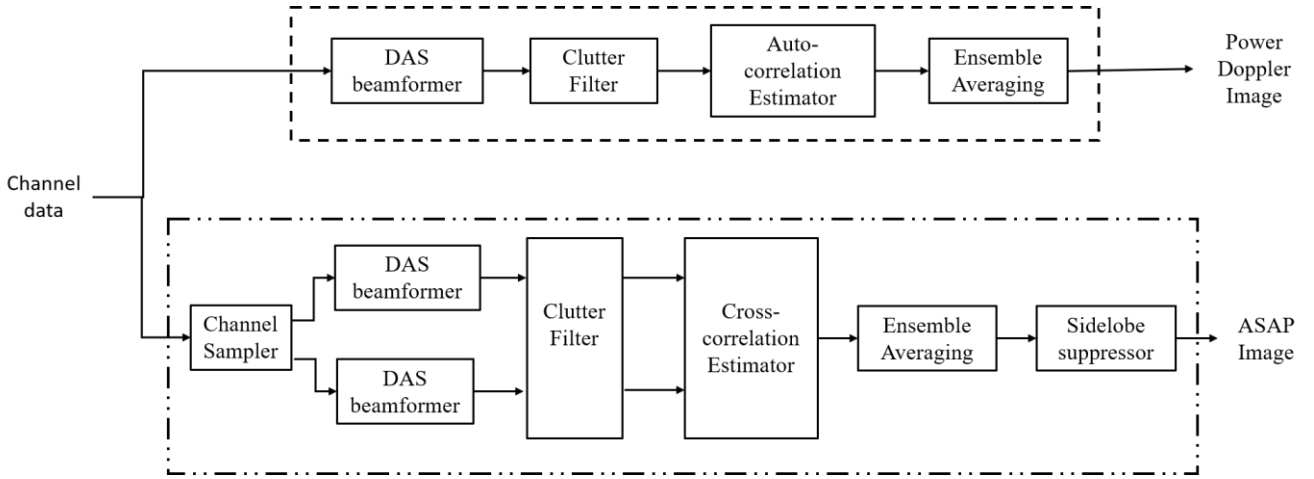 DAS
beamformer
Clutter
Filter
Auto-
correlation
Estimator
Ensemble
Averaging
Power
Doppler
Image
Channel
data
Channel
Sampler
DAS
beamformer
DAS
beamformer
Clutter
Filter
Cross-
correlation
Estimator
Ensemble
Averaging
Sidelobe
suppressor
ASAP
Image